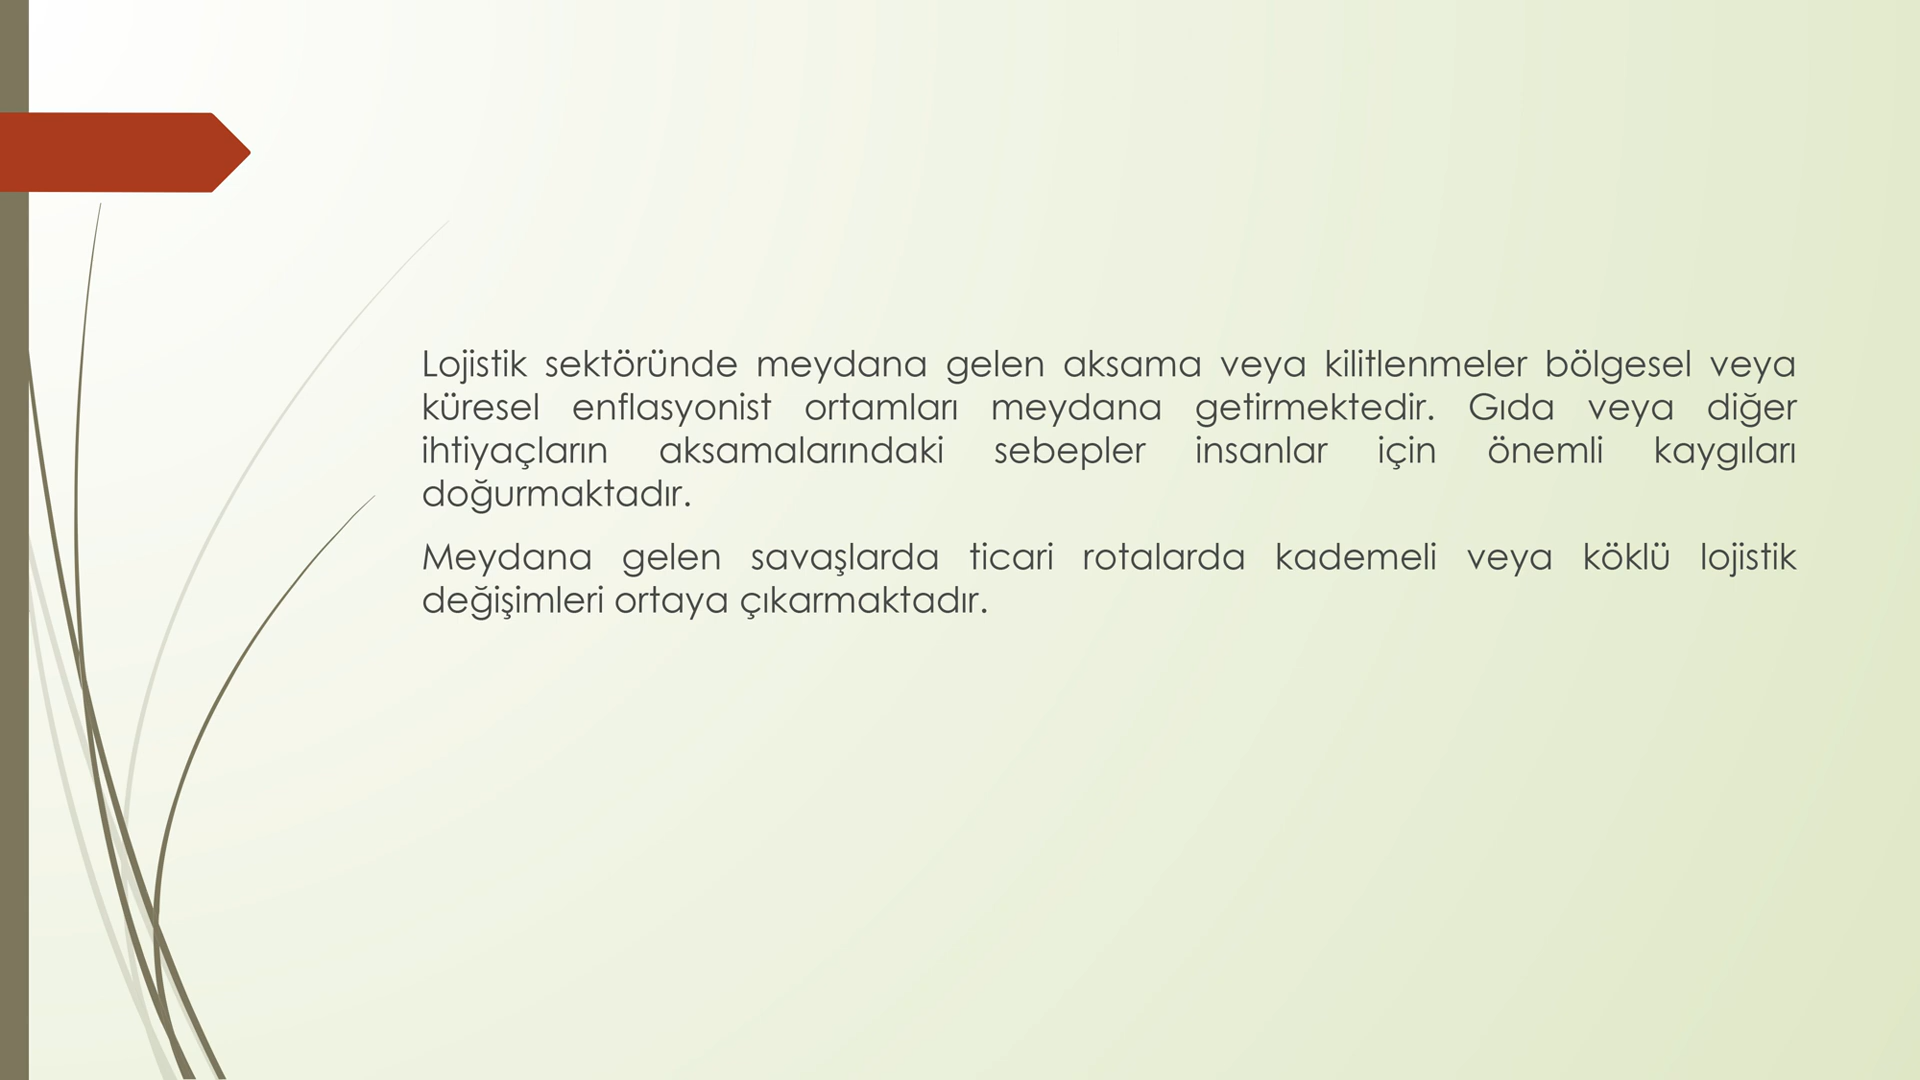 Lojistik sektöründe meydana gelen aksama veya kilitlenmeler bölgesel veya
küresel enflasyonist ortamları meydana getirmektedir. Gıda veya diğer
ihtiyaçların aksamalarındaki sebepler insanlar için önemli kaygıları
doğurmaktadır.
Meydana gelen savaşlarda ticari rotalarda kademeli veya köklü lojistik
değişimleri ortaya çıkarmaktadır.